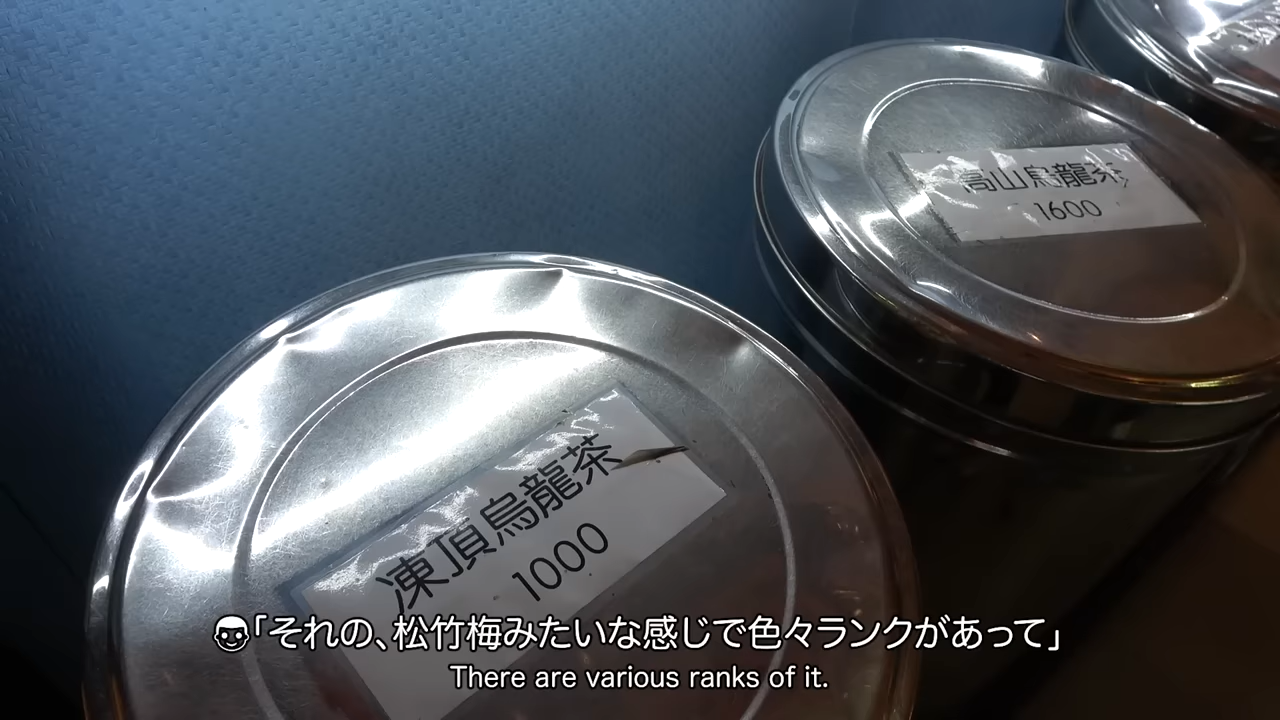 高山烏龍茶
1600
凍頂烏龍茶
1000
「それの、松竹梅みたいな感じで色々ランクがあって」
There are various ranks of it.